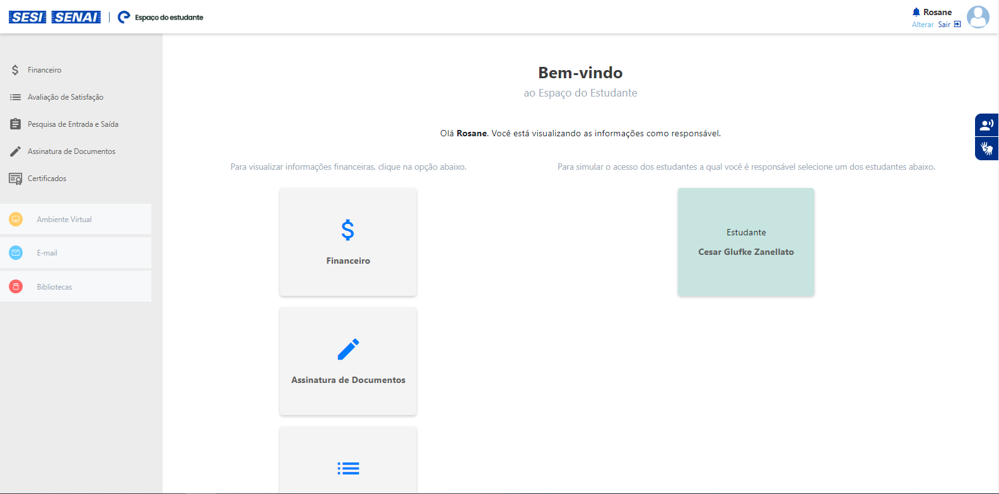 SESI SENAI | Espaço do estudante
Rosane
Alterar Sair
Financeiro
Avaliação de Satisfação
Pesquisa de Entrada e Saída
Assinatura de Documentos
Certificados
Ambiente Virtual
E-mail
Bibliotecas
Bem-vindo
ao Espaço do Estudante
Olá Rosane. Você está visualizando as informações como responsável.
Para visualizar informações financeiras, clique na opção abaixo.
$
Financeiro
Assinatura de Documentos
Para simular o acesso dos estudantes a qual você é responsável selecione um dos estudantes abaixo.
Estudante
Cesar Glufke Zanellato